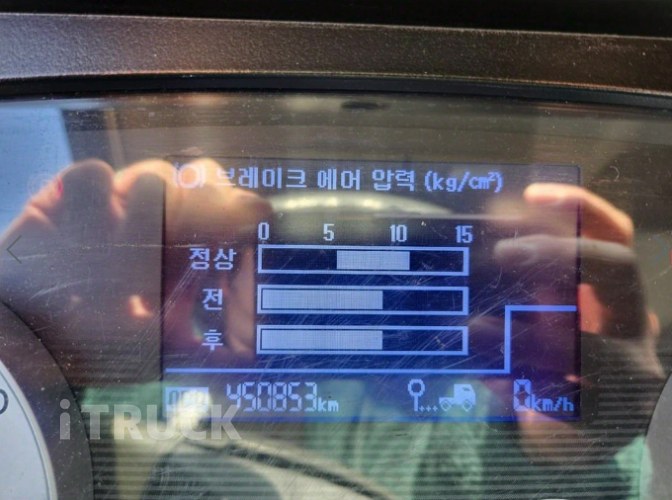 브레이크 에어 압력 (kg/cm²)
0 5 10 15
정상
전
후
ODO 450853km 0km/h
iTRUCK